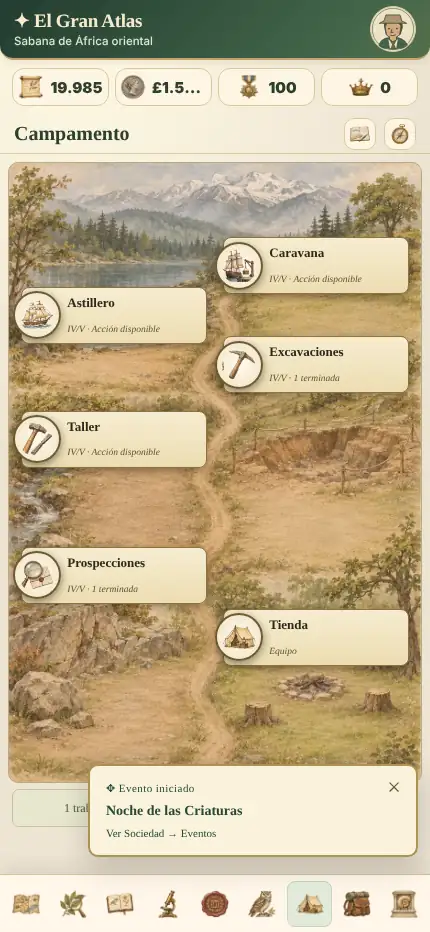 ✦ El Gran Atlas
Sabana de África oriental
19.985
£1.5…
100
0
Campamento
Caravana
IV/V · Acción disponible
Astillero
IV/V · Acción disponible
Excavaciones
IV/V · 1 terminada
Taller
IV/V · Acción disponible
Prospecciones
IV/V · 1 terminada
Tienda
Equipo
✥ Evento iniciado
Noche de las Criaturas
Ver Sociedad → Eventos